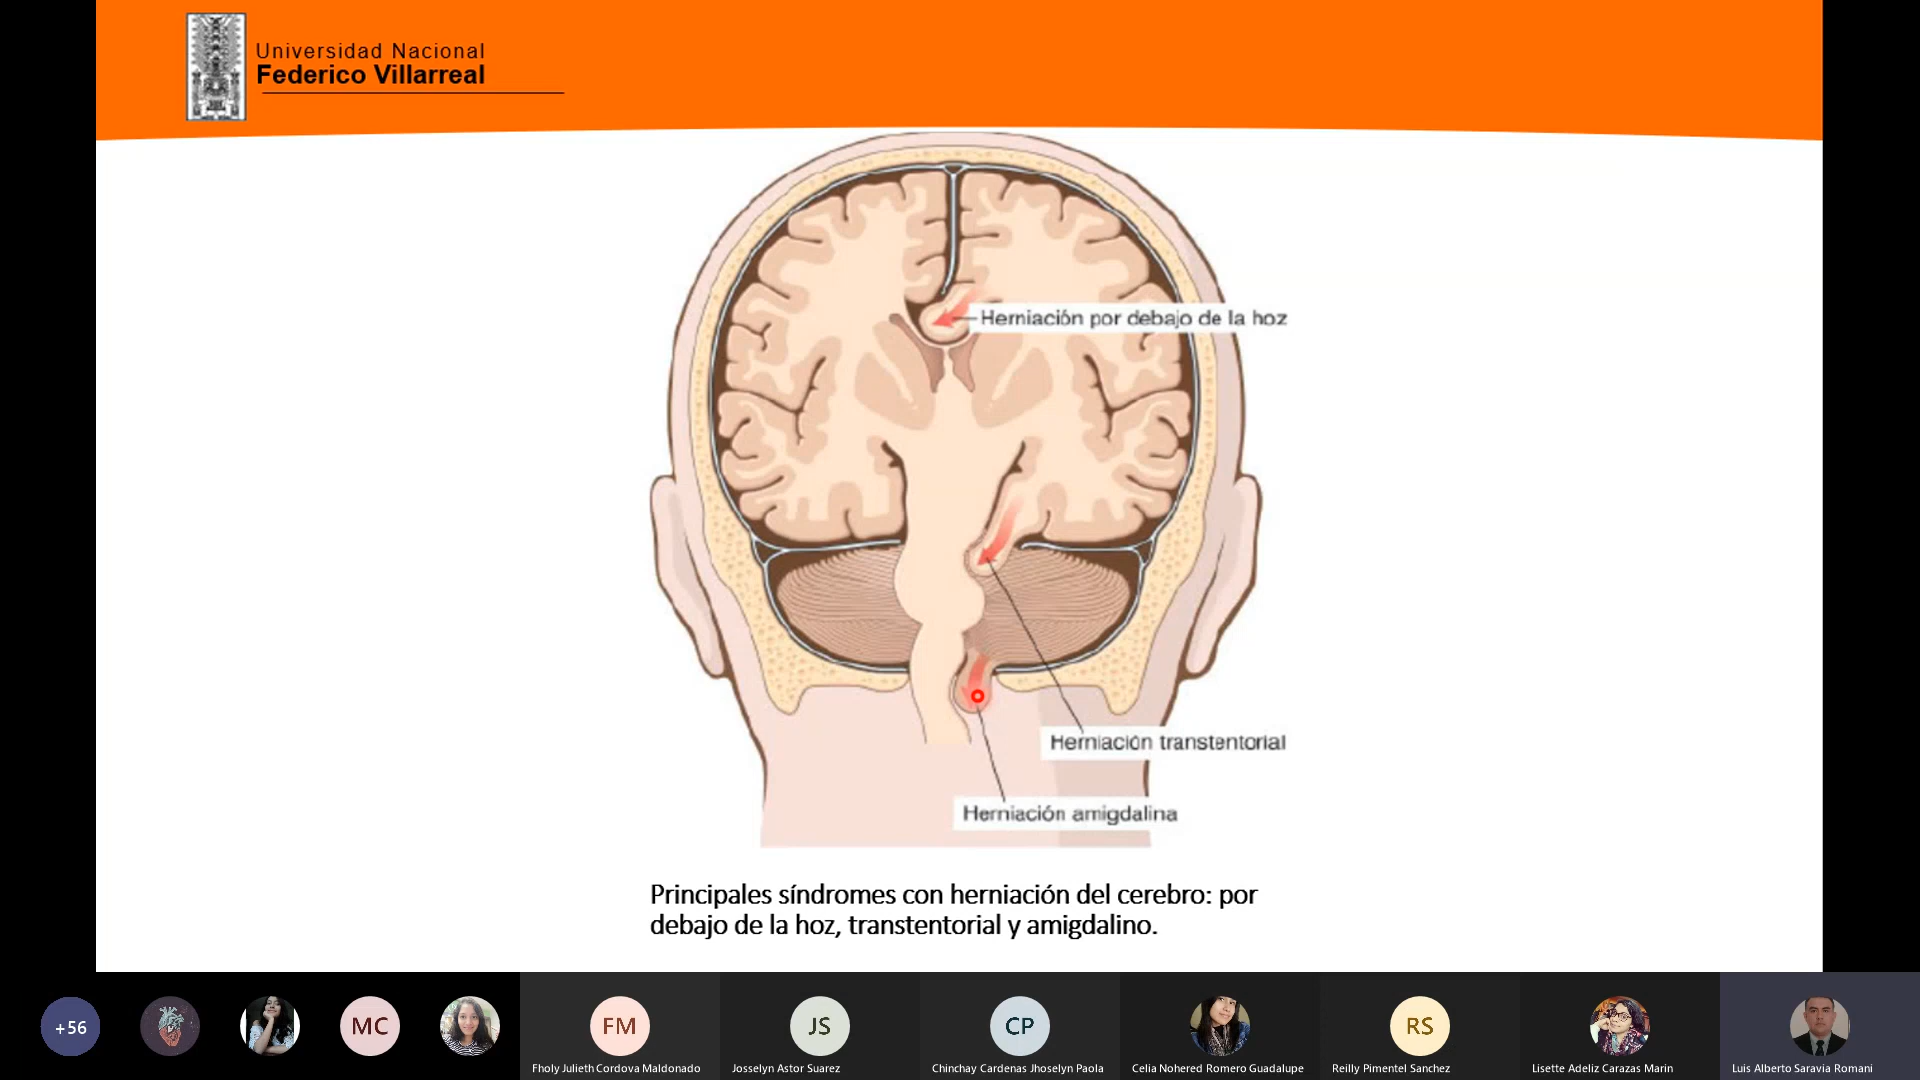 Universidad Nacional
Federico Villarreal
Herniación por debajo de la hoz
Herniación transtentorial
Herniación amigdalina
Principales síndromes con herniación del cerebro: por
debajo de la hoz, transtentorial y amigdalino.
+56
MC
FM
JS
CP
RS
Fholy Julieth Cordova Maldonado
Josselyn Astor Suarez
Chinchay Cardenas Jhoselyn Paola
Celia Nohered Romero Guadalupe
Reilly Pimentel Sanchez
Lisette Adeliz Carazas Marin
Luis Alberto Saravia Romani